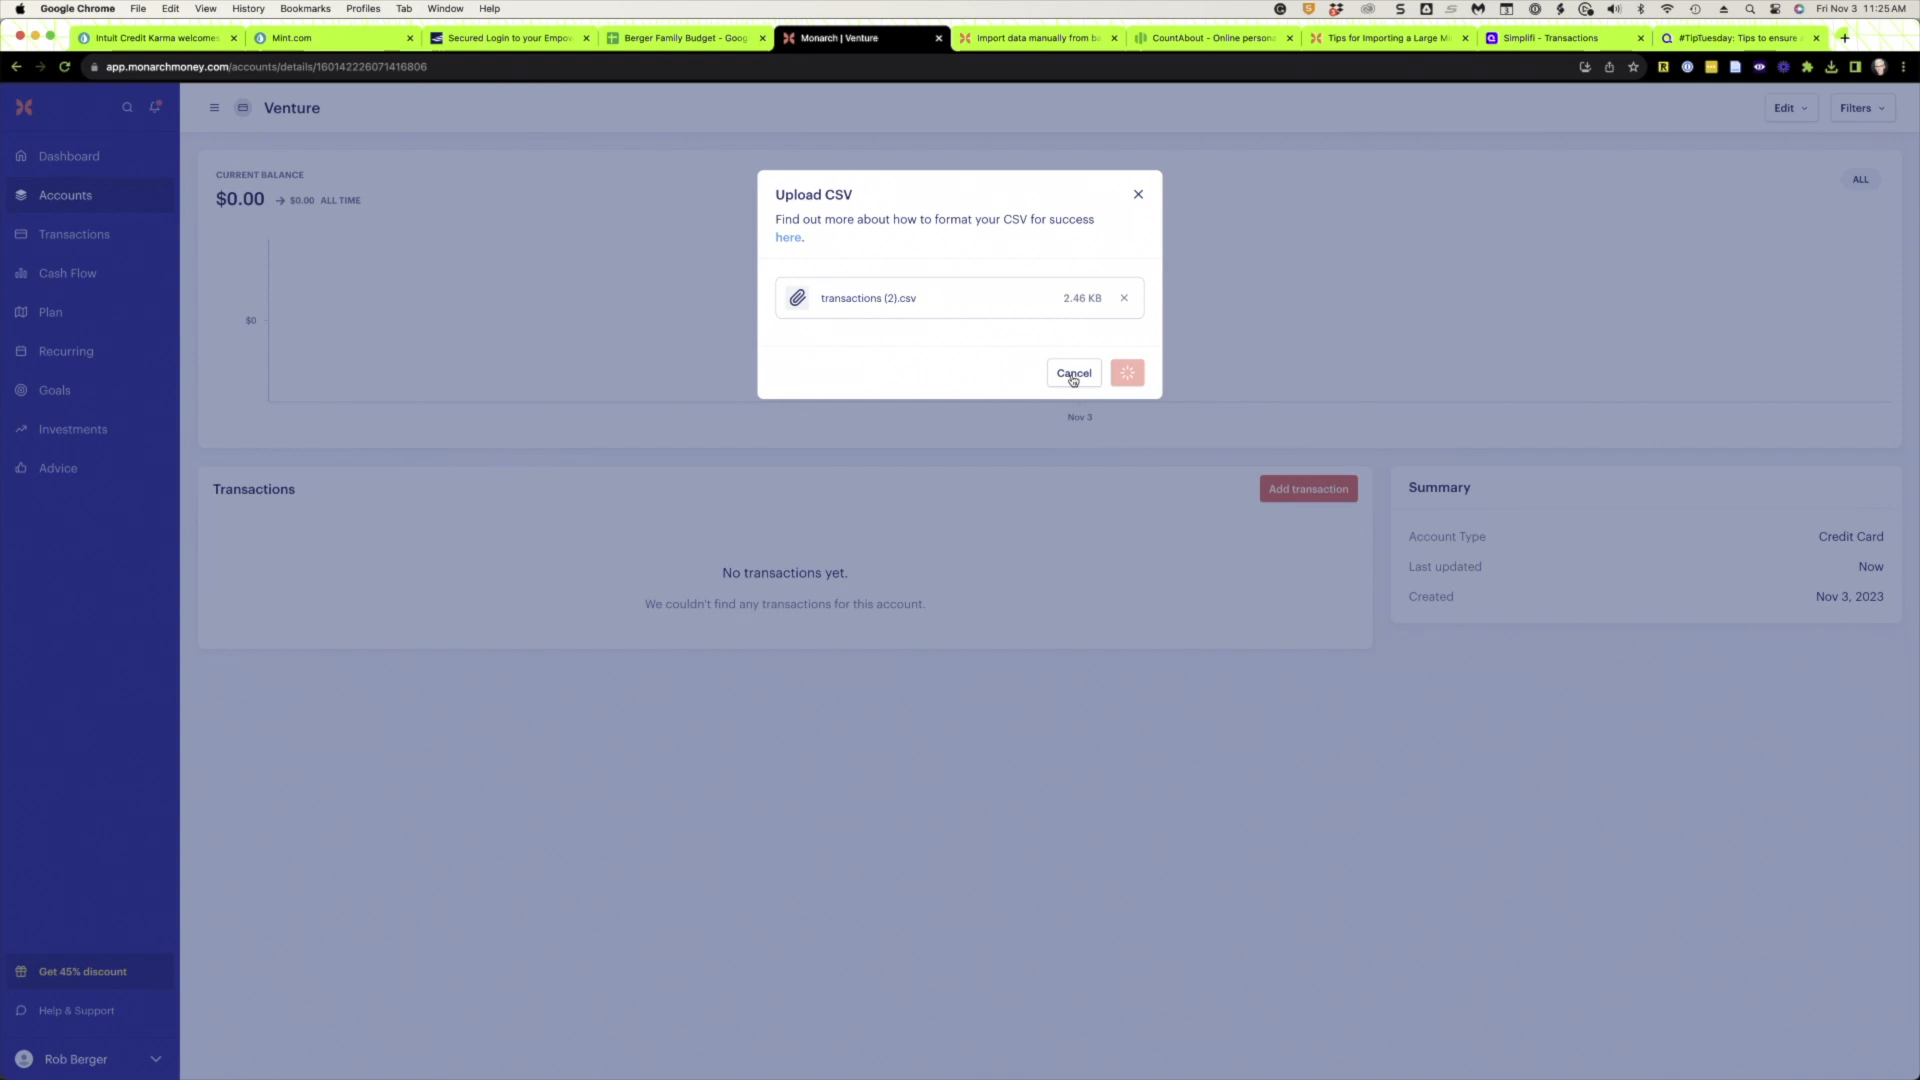 Google Chrome File Edit View History Bookmarks Profiles Tab Window Help Fri Nov 3 11:25 AM
Intuit Credit Karma welcomes
Mint.com
Secured Login to your Empow
Berger Family Budget - Goog
Monarch | Venture
Import data manually from ba
CountAbout - Online persona
Tips for Importing a Large Mi
Simplifi - Transactions
#TipTuesday: Tips to ensure
app.monarchmoney.com/accounts/details/160142226071416806
Venture
Edit
Filters
Dashboard
Accounts
Transactions
Cash Flow
Plan
Recurring
Goals
Investments
Advice
Get 45% discount
Help & Support
Rob Berger
CURRENT BALANCE
$0.00 → $0.00 ALL TIME
ALL
$0
Nov 3
Upload CSV
Find out more about how to format your CSV for success
here.
transactions (2).csv 2.46 KB
Cancel
Transactions
Add transaction
No transactions yet.
We couldn't find any transactions for this account.
Summary
Account Type Credit Card
Last updated Now
Created Nov 3, 2023